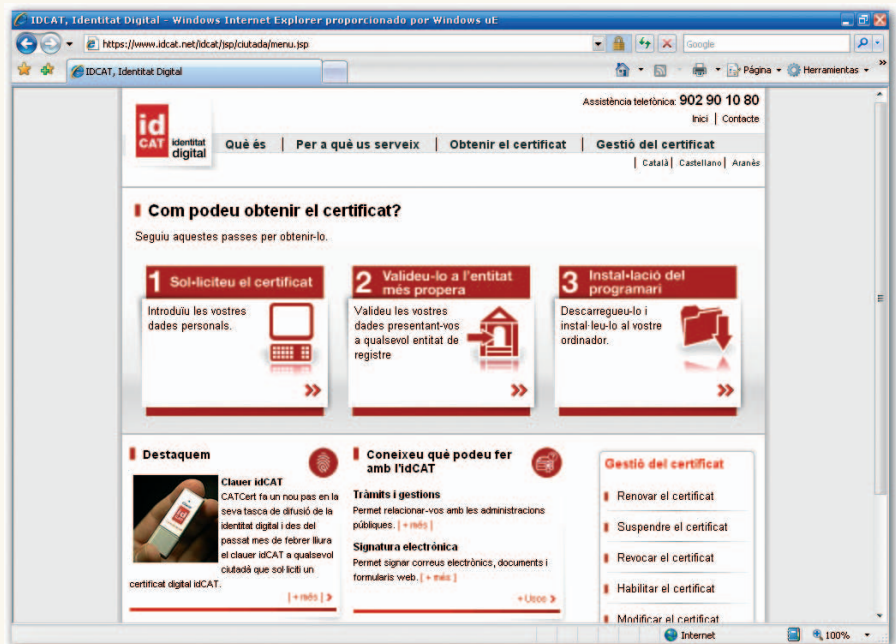 IDCAT, Identitat Digital - Windows Internet Explorer proporcionado por Windows uE
https://www.idcat.net/idcat/jsp/ciutada/menu.jsp
Google
IDCAT, Identitat Digital
Página
Herramientas
Assistència telefònica: 902 90 10 80
Inici | Contacte
id
CAT
identitat
digital
Què és | Per a què us serveix | Obtenir el certificat | Gestió del certificat
| Català | Castellano | Aranès
Com podeu obtenir el certificat?
Seguiu aquestes passes per obtenir-lo.
1 Sol·liciteu el certificat
Introduïu les vostres
dades personals.
2 Valideu-lo a l'entitat
més propera
Valideu les vostres
dades presentant-vos
a qualsevol entitat de
registre
3 Instal·lació del
programari
Descarregueu-lo i
instal·leu-lo al vostre
ordinador.
Destaquem
Clauer idCAT
CATCert fa un nou pas en la
seva tasca de difusió de la
identitat digital i des del
passat mes de febrer lliura
el clauer idCAT a qualsevol
ciutadà que sol·liciti un
certificat digital idCAT.
[ + més ]
Coneixeu què podeu fer
amb l'idCAT
Tràmits i gestions
Permet relacionar-vos amb les administracions
públiques. [ + més ]
Signatura electrònica
Permet signar correus electrònics, documents i
formularis web. [ + més ]
+ Usos
Gestió del certificat
Renovar el certificat
Suspendre el certificat
Revocar el certificat
Habilitar el certificat
Modificar el certificat
Internet
100%